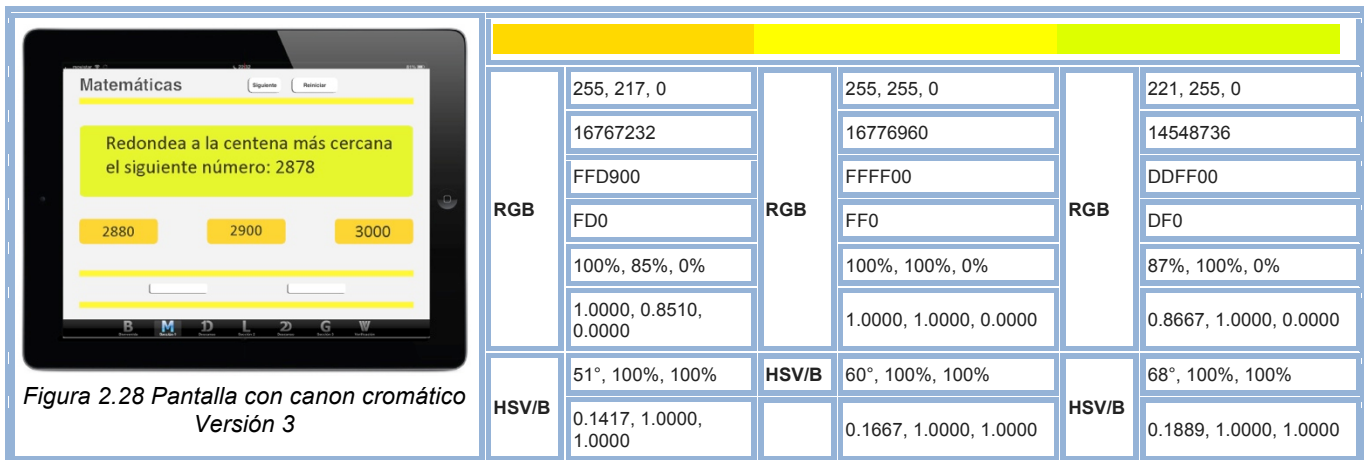 Matemáticas
Siguiente
Reiniciar
Redondea a la centena más cercana
el siguiente número: 2878
2880
2900
3000
B
M
D
L
D
G
W
Figura 2.28 Pantalla con canon cromático
Versión 3
RGB
255, 217, 0
16767232
FFD900
FD0
100%, 85%, 0%
1.0000, 0.8510,
0.0000
HSV/B
51°, 100%, 100%
0.1417, 1.0000,
1.0000
RGB
255, 255, 0
16776960
FFFF00
FF0
100%, 100%, 0%
1.0000, 1.0000, 0.0000
HSV/B
60°, 100%, 100%
0.1667, 1.0000, 1.0000
RGB
221, 255, 0
14548736
DDFF00
DF0
87%, 100%, 0%
0.8667, 1.0000, 0.0000
HSV/B
68°, 100%, 100%
0.1889, 1.0000, 1.0000